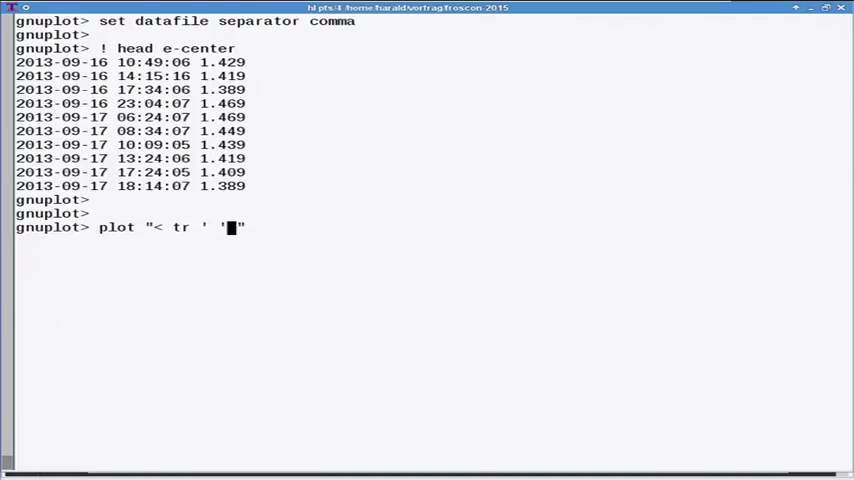 hl pts/4 /home/harald/vortrag/froscon-2015
gnuplot> set datafile separator comma
gnuplot>
gnuplot> ! head e-center
2013-09-16 10:49:06 1.429
2013-09-16 14:15:16 1.419
2013-09-16 17:34:06 1.389
2013-09-16 23:04:07 1.469
2013-09-17 06:24:07 1.469
2013-09-17 08:34:07 1.449
2013-09-17 10:09:05 1.439
2013-09-17 13:24:06 1.419
2013-09-17 17:24:05 1.409
2013-09-17 18:14:07 1.389
gnuplot>
gnuplot>
gnuplot> plot "< tr ' ' "